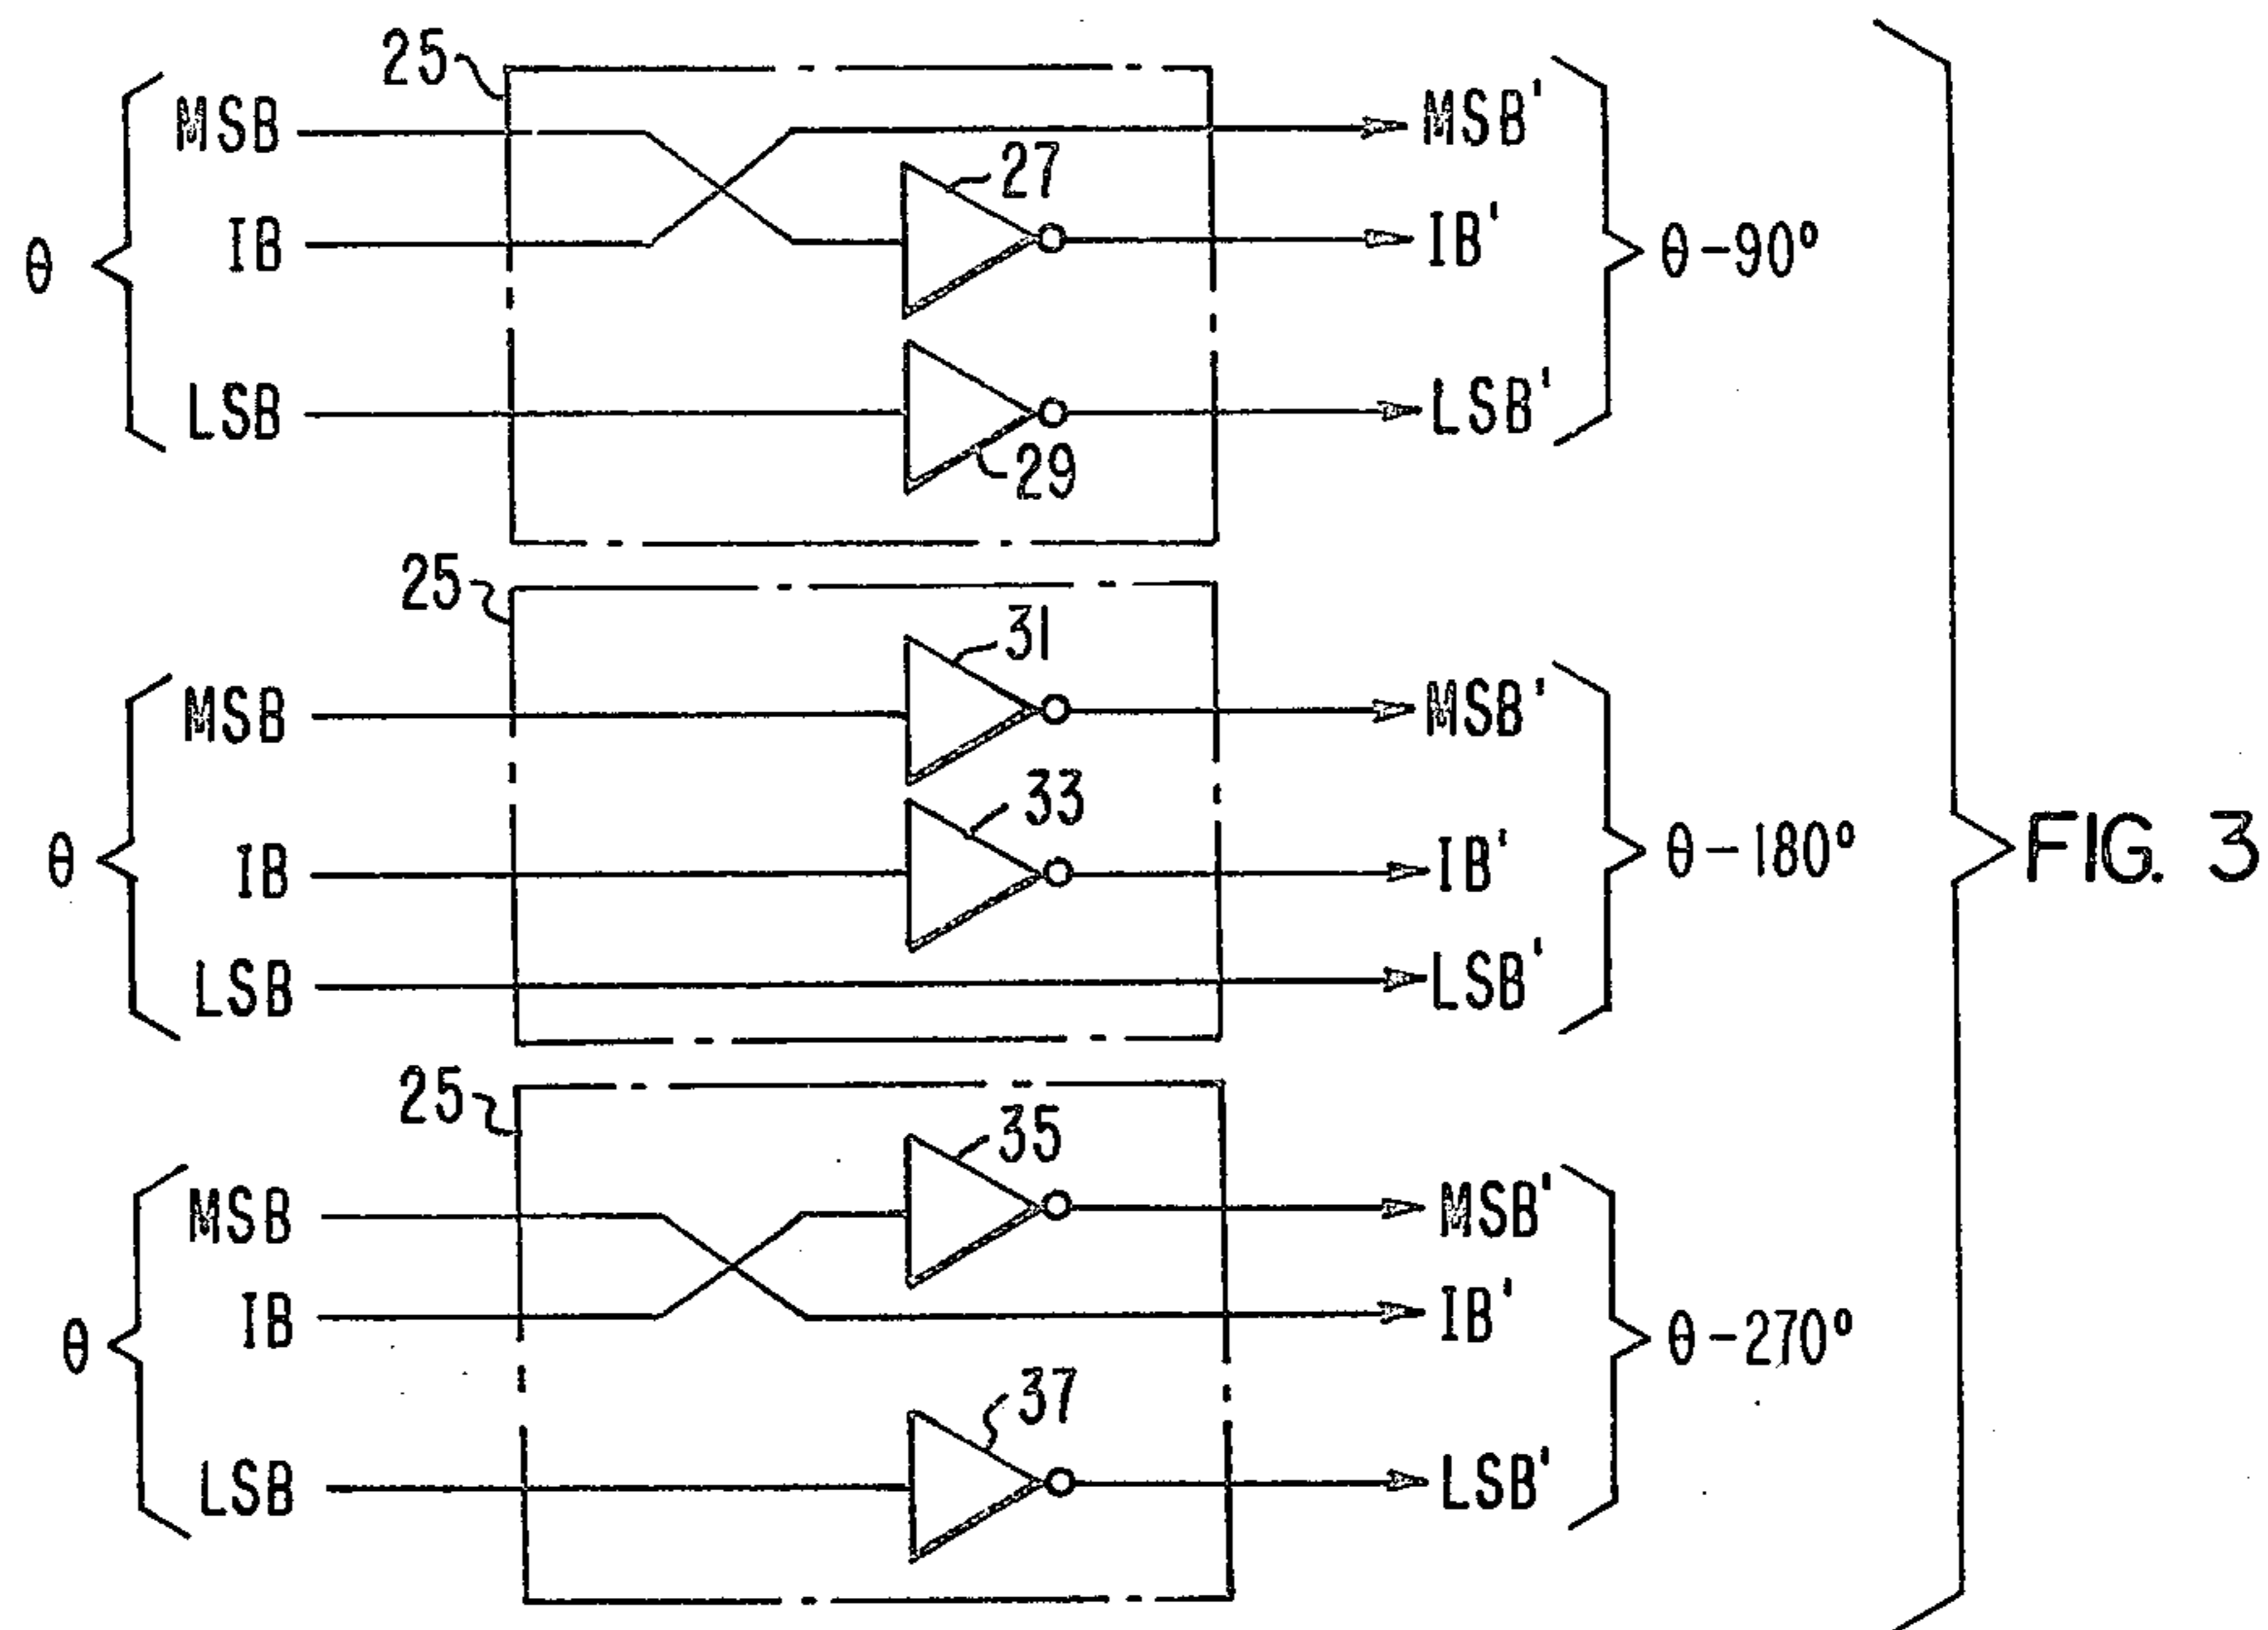 25
MSB
IB
LSB
θ
27
29
MSB'
IB'
LSB'
θ-90°
25
MSB
IB
LSB
θ
31
33
MSB'
IB'
LSB'
θ-180°
25
MSB
IB
LSB
θ
35
37
MSB'
IB'
LSB'
θ-270°
FIG. 3